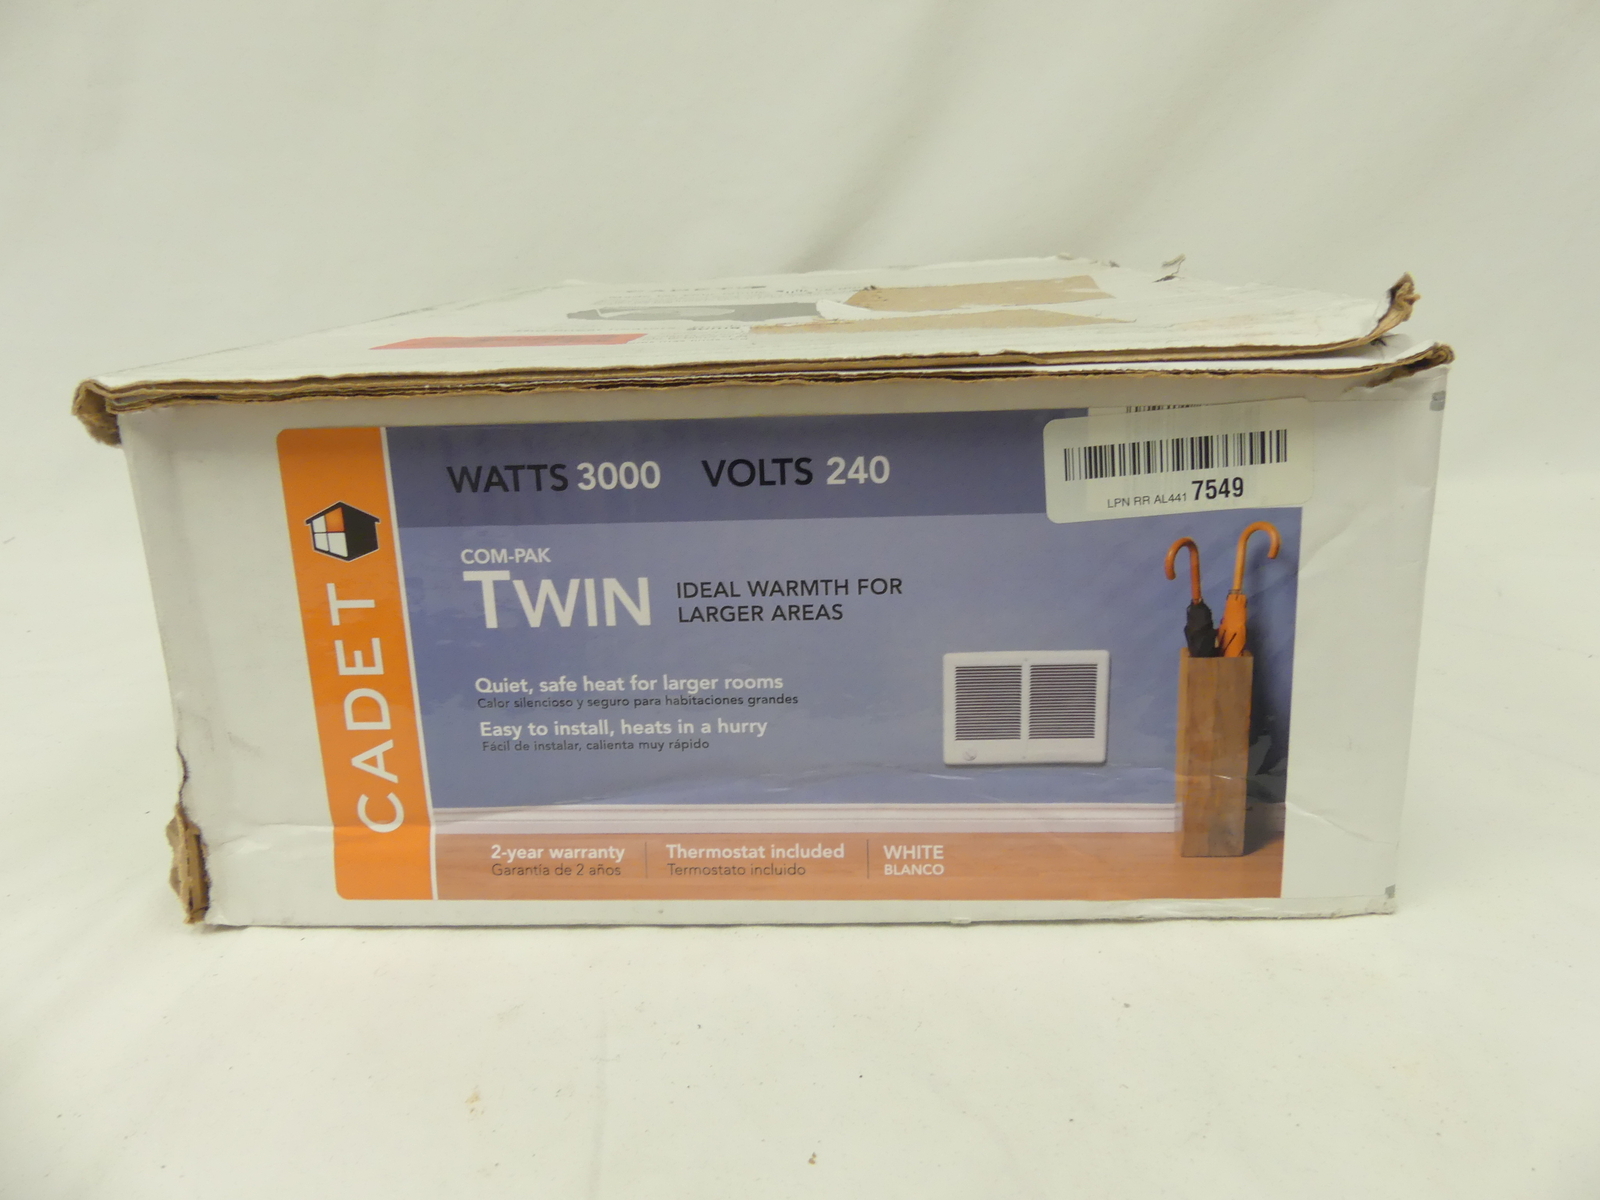 WATTS 3000 VOLTS 240
LPN RR AL441 7549
CADET
COM-PAK
TWIN
IDEAL WARMTH FOR
LARGER AREAS
Quiet, safe heat for larger rooms
Calor silencioso y seguro para habitaciones grandes
Easy to install, heats in a hurry
Fácil de instalar, calienta muy rápido
2-year warranty
Garantía de 2 años
Thermostat included
Termostato incluido
WHITE
BLANCO